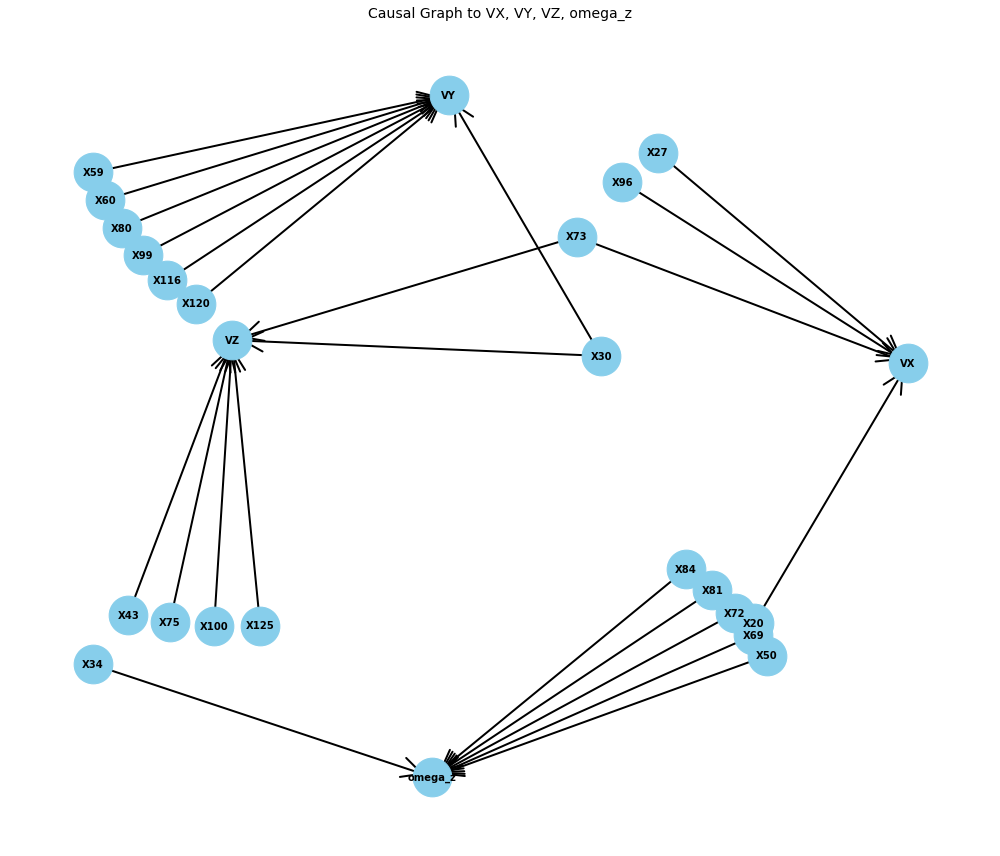 Causal Graph to VX, VY, VZ, omega_z
VY
X27
X59
X96
X60
X80
X73
X99
X116
X120
VZ
X30
VX
X84
X81
X43
X72
X75
X100
X125
X20
X69
X50
X34
omega_z